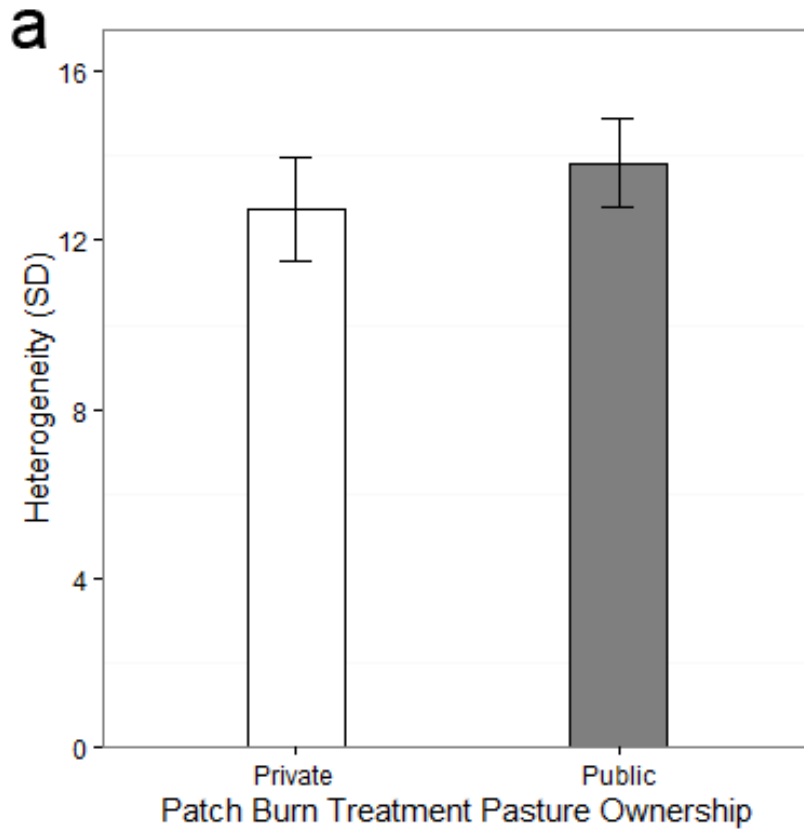 a
Heterogeneity (SD)
16
12
8
4
0
Private Public
Patch Burn Treatment Pasture Ownership